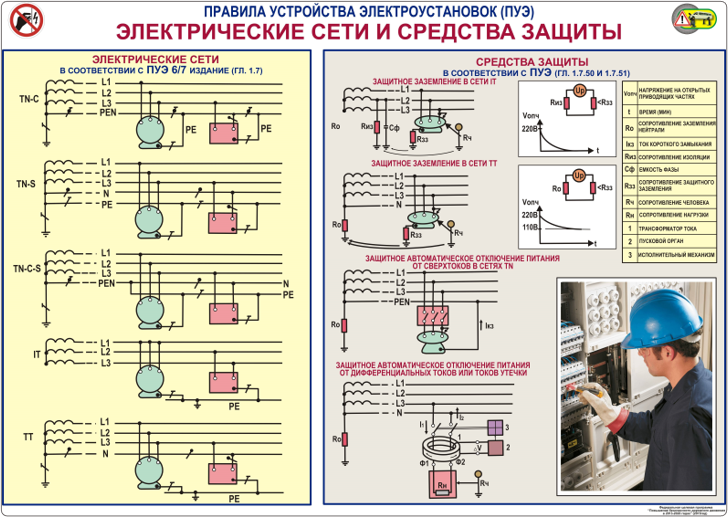 ПРАВИЛА УСТРОЙСТВА ЭЛЕКТРОУСТАНОВОК (ПУЭ)
ЭЛЕКТРИЧЕСКИЕ СЕТИ И СРЕДСТВА ЗАЩИТЫ
ЭЛЕКТРИЧЕСКИЕ СЕТИ
В СООТВЕТСТВИИ С ПУЭ 6/7 ИЗДАНИЕ (ГЛ. 1.7)
TN-C
L1
L2
L3
PEN
PE
PE
TN-S
L1
L2
L3
N
PE
TN-C-S
L1
L2
L3
PEN
N
PE
IT
L1
L2
L3
PE
TT
L1
L2
L3
N
PE
СРЕДСТВА ЗАЩИТЫ
В СООТВЕТСТВИИ С ПУЭ (ГЛ. 1.7.50 И 1.7.51)
ЗАЩИТНОЕ ЗАЗЕМЛЕНИЕ В СЕТИ IT
L1
L2
L3
Ro
Rиз
Сф
Rзз
Rч
ЗАЩИТНОЕ ЗАЗЕМЛЕНИЕ В СЕТИ TT
L1
L2
L3
N
Ro
Rзз
Rч
ЗАЩИТНОЕ АВТОМАТИЧЕСКОЕ ОТКЛЮЧЕНИЕ ПИТАНИЯ
ОТ СВЕРХТОКОВ В СЕТЯХ TN
L1
L2
L3
PEN
Ro
Iкз
ЗАЩИТНОЕ АВТОМАТИЧЕСКОЕ ОТКЛЮЧЕНИЕ ПИТАНИЯ
ОТ ДИФФЕРЕНЦИАЛЬНЫХ ТОКОВ ИЛИ ТОКОВ УТЕЧКИ
L1
L2
L3
N
Ro
I1
I2
1
3
2
V
Ф1
Ф2
Rн
Rч
Uр
Rиз
<Rзз
Vопч
220В
t
Uр
Ro
<Rзз
Vопч
220В
110В
t
Vопч НАПРЯЖЕНИЕ НА ОТКРЫТЫХ
ПРИВОДЯЩИХ ЧАСТЯХ
t ВРЕМЯ (МИН)
Ro СОПРОТИВЛЕНИЕ ЗАЗЕМЛЕНИЯ
НЕЙТРАЛИ
Iкз ТОК КОРОТКОГО ЗАМЫКАНИЯ
Rиз СОПРОТИВЛЕНИЕ ИЗОЛЯЦИИ
Сф ЕМКОСТЬ ФАЗЫ
Rзз СОПРОТИВЛЕНИЕ ЗАЩИТНОГО
ЗАЗЕМЛЕНИЯ
Rч СОПРОТИВЛЕНИЕ ЧЕЛОВЕКА
Rн СОПРОТИВЛЕНИЕ НАГРУЗКИ
1 ТРАНСФОРМАТОР ТОКА
2 ПУСКОВОЙ ОРГАН
3 ИСПОЛНИТЕЛЬНЫЙ МЕХАНИЗМ